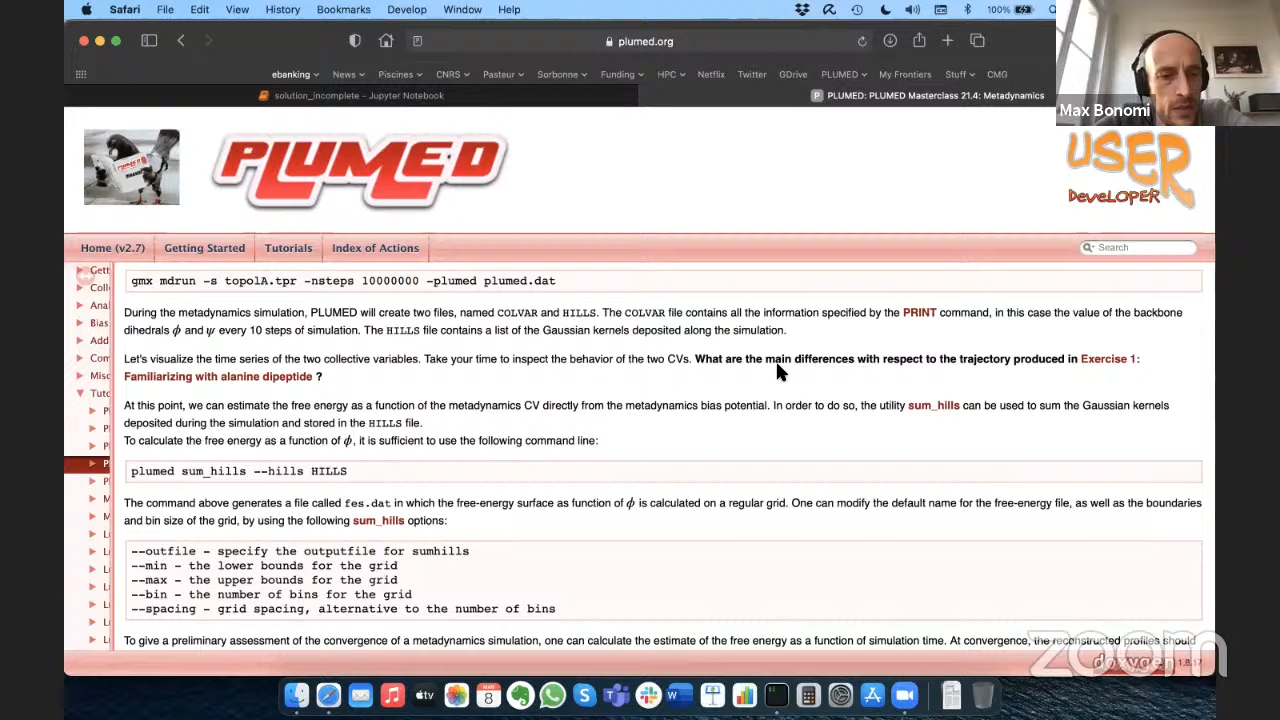 Safari File Edit View History Bookmarks Develop Window Help 100%
plumed.org
ebanking News Piscines CNRS Pasteur Sorbonne Funding HPC Netflix Twitter GDrive PLUMED My Frontiers Stuff CMG
solution_incomplete – Jupyter Notebook
P PLUMED: PLUMED Masterclass 21.4: Metadynamics
Max Bonomi
PLUMED
USER
DEVELOPER
Home (v2.7) Getting Started Tutorials Index of Actions
Search
Gett
Coll
Ana
Bias
Add
Com
Misc
Tuto
gmx mdrun -s topolA.tpr -nsteps 10000000 -plumed plumed.dat
During the metadynamics simulation, PLUMED will create two files, named COLVAR and HILLS. The COLVAR file contains all the information specified by the PRINT command, in this case the value of the backbone
dihedrals ϕ and ψ every 10 steps of simulation. The HILLS file contains a list of the Gaussian kernels deposited along the simulation.
Let's visualize the time series of the two collective variables. Take your time to inspect the behavior of the two CVs. What are the main differences with respect to the trajectory produced in Exercise 1:
Familiarizing with alanine dipeptide ?
At this point, we can estimate the free energy as a function of the metadynamics CV directly from the metadynamics bias potential. In order to do so, the utility sum_hills can be used to sum the Gaussian kernels
deposited during the simulation and stored in the HILLS file.
To calculate the free energy as a function of ϕ, it is sufficient to use the following command line:
plumed sum_hills --hills HILLS
The command above generates a file called fes.dat in which the free-energy surface as function of ϕ is calculated on a regular grid. One can modify the default name for the free-energy file, as well as the boundaries
and bin size of the grid, by using the following sum_hills options:
--outfile - specify the outputfile for sumhills
--min - the lower bounds for the grid
--max - the upper bounds for the grid
--bin - the number of bins for the grid
--spacing - grid spacing, alternative to the number of bins
To give a preliminary assessment of the convergence of a metadynamics simulation, one can calculate the estimate of the free energy as a function of simulation time. At convergence, the reconstructed profiles should
doxygen 1.8.17
zoom
tv
MAR
8